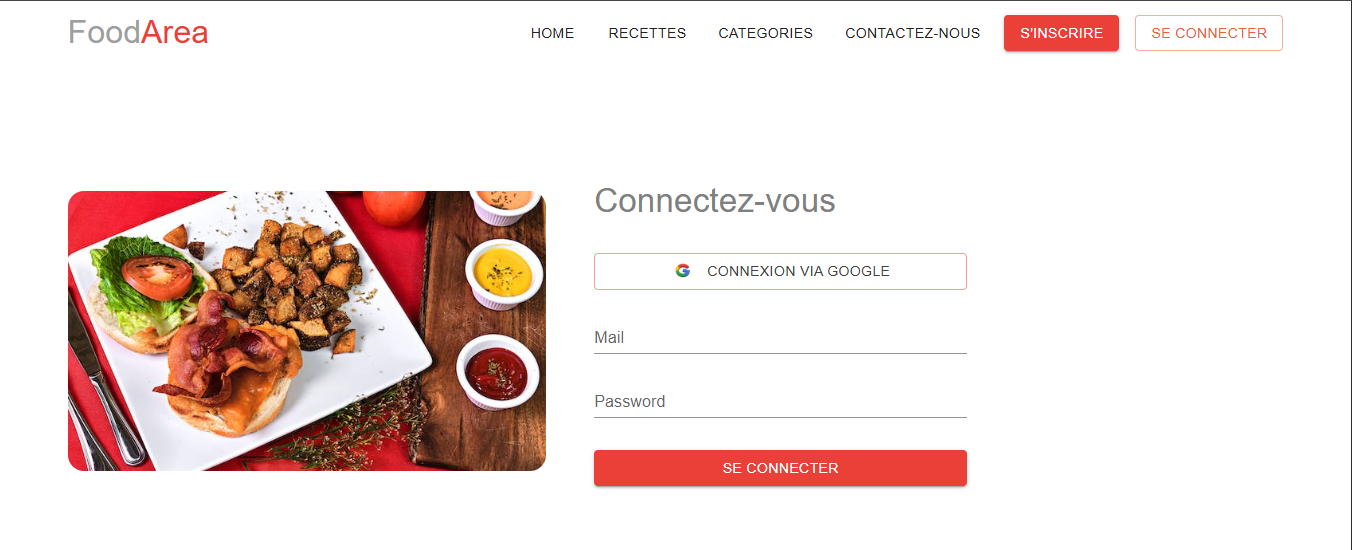 FoodArea HOME RECETTES CATEGORIES CONTACTEZ-NOUS S'INSCRIRE SE CONNECTER
Connectez-vous
CONNEXION VIA GOOGLE
Mail
Password
SE CONNECTER